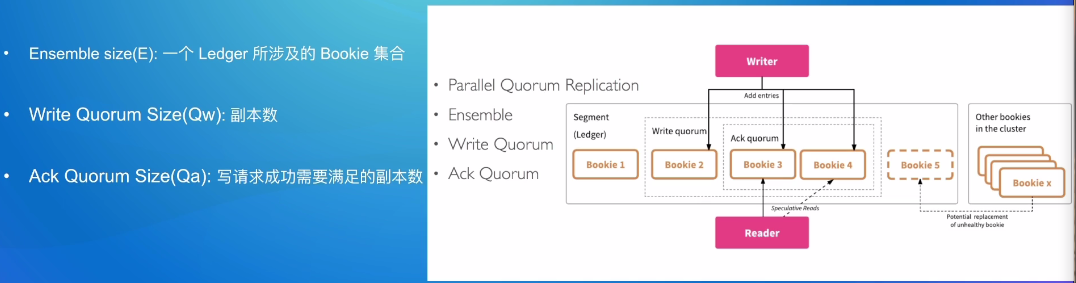 • Ensemble size(E): 一个 Ledger 所涉及的 Bookie 集合
• Write Quorum Size(Qw): 副本数
• Ack Quorum Size(Qa): 写请求成功需要满足的副本数
• Parallel Quorum Replication
• Ensemble
• Write Quorum
• Ack Quorum
Writer
Add entries
Segment
(Ledger)
Write quorum
Ack quorum
Bookie 1
Bookie 2
Bookie 3
Bookie 4
Bookie 5
Other bookies
in the cluster
Bookie x
Speculative Reads
Potential replacement
of unhealthy bookie
Reader